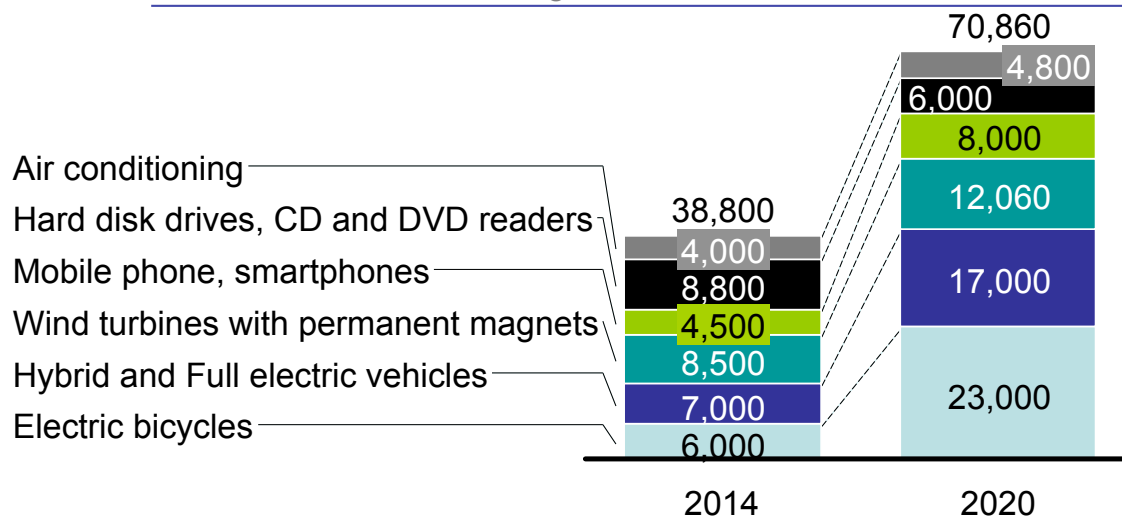 70,860
4,800
6,000
8,000
Air conditioning
12,060
Hard disk drives, CD and DVD readers
38,800
4,000
Mobile phone, smartphones
8,800
17,000
Wind turbines with permanent magnets
4,500
8,500
Hybrid and Full electric vehicles
7,000
23,000
Electric bicycles
6,000
2014
2020